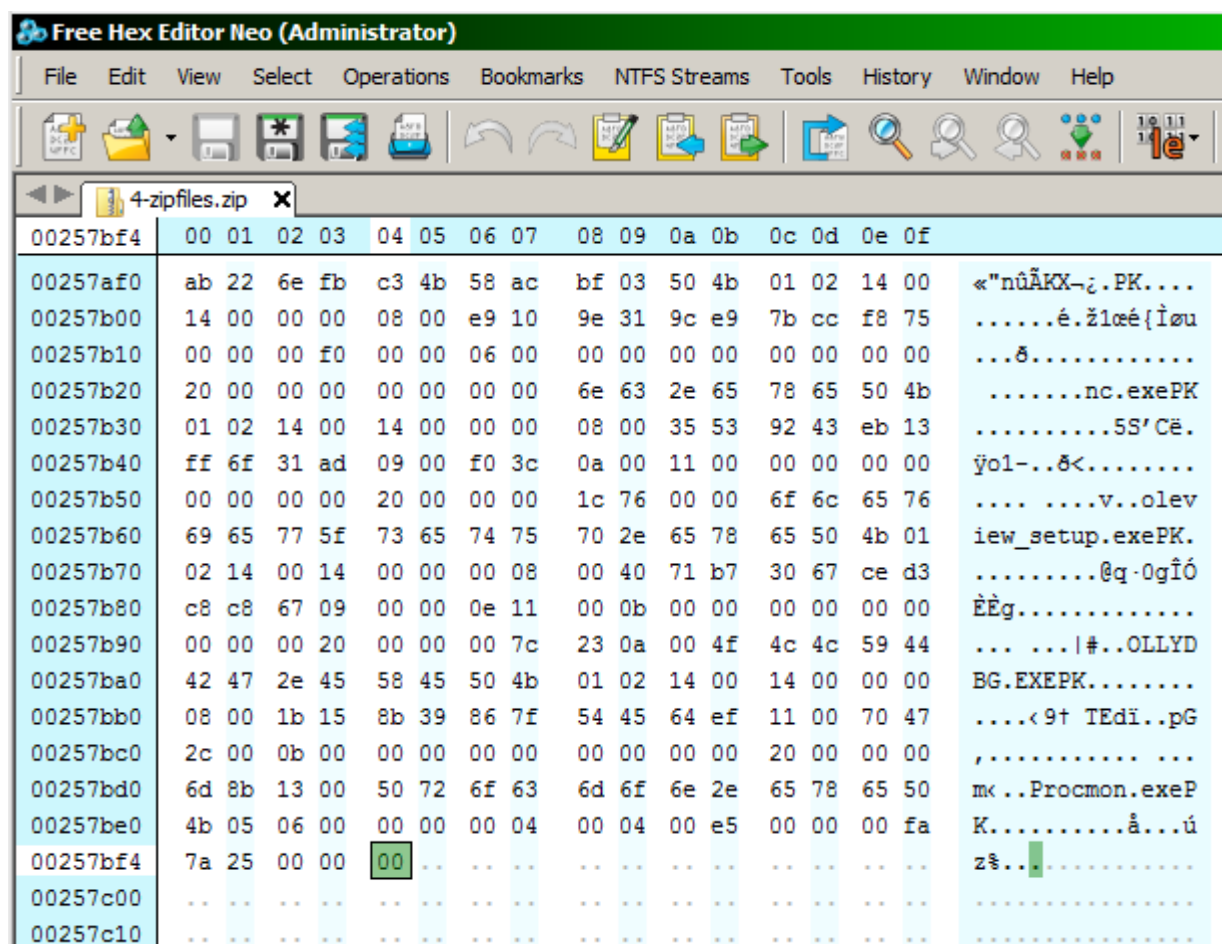 Free Hex Editor Neo (Administrator)
File Edit View Select Operations Bookmarks NTFS Streams Tools History Window Help
4-zipfiles.zip
00257bf4 00 01 02 03 04 05 06 07 08 09 0a 0b 0c 0d 0e 0f
00257af0 ab 22 6e fb c3 4b 58 ac bf 03 50 4b 01 02 14 00 «"nûÃKX¬¿.PK....
00257b00 14 00 00 00 08 00 e9 10 9e 31 9c e9 7b cc f8 75 ......é.ž1œé{Ìøu
00257b10 00 00 00 f0 00 00 06 00 00 00 00 00 00 00 00 00 ...ð............
00257b20 20 00 00 00 00 00 00 00 6e 63 2e 65 78 65 50 4b .......nc.exePK
00257b30 01 02 14 00 14 00 00 00 08 00 35 53 92 43 eb 13 ..........5S’Cë.
00257b40 ff 6f 31 ad 09 00 f0 3c 0a 00 11 00 00 00 00 00 ÿo1-..ð<........
00257b50 00 00 00 00 20 00 00 00 1c 76 00 00 6f 6c 65 76 .... ....v..olev
00257b60 69 65 77 5f 73 65 74 75 70 2e 65 78 65 50 4b 01 iew_setup.exePK.
00257b70 02 14 00 14 00 00 00 08 00 40 71 b7 30 67 ce d3 .........@q·0gÎÓ
00257b80 c8 c8 67 09 00 00 0e 11 00 0b 00 00 00 00 00 00 ÈÈg.............
00257b90 00 00 00 20 00 00 00 7c 23 0a 00 4f 4c 4c 59 44 ... ...|#..OLLYD
00257ba0 42 47 2e 45 58 45 50 4b 01 02 14 00 14 00 00 00 BG.EXEPK........
00257bb0 08 00 1b 15 8b 39 86 7f 54 45 64 ef 11 00 70 47 ....‹9† TEdï..pG
00257bc0 2c 00 0b 00 00 00 00 00 00 00 00 00 20 00 00 00 ,........... ...
00257bd0 6d 8b 13 00 50 72 6f 63 6d 6f 6e 2e 65 78 65 50 m‹..Procmon.exeP
00257be0 4b 05 06 00 00 00 00 04 00 04 00 e5 00 00 00 fa K..........å...ú
00257bf4 7a 25 00 00 00 .. .. .. .. .. .. .. .. .. .. .. z%..............
00257c00 .. .. .. .. .. .. .. .. .. .. .. .. .. .. .. .. ................
00257c10 .. .. .. .. .. .. .. .. .. .. .. .. .. .. .. .. ................